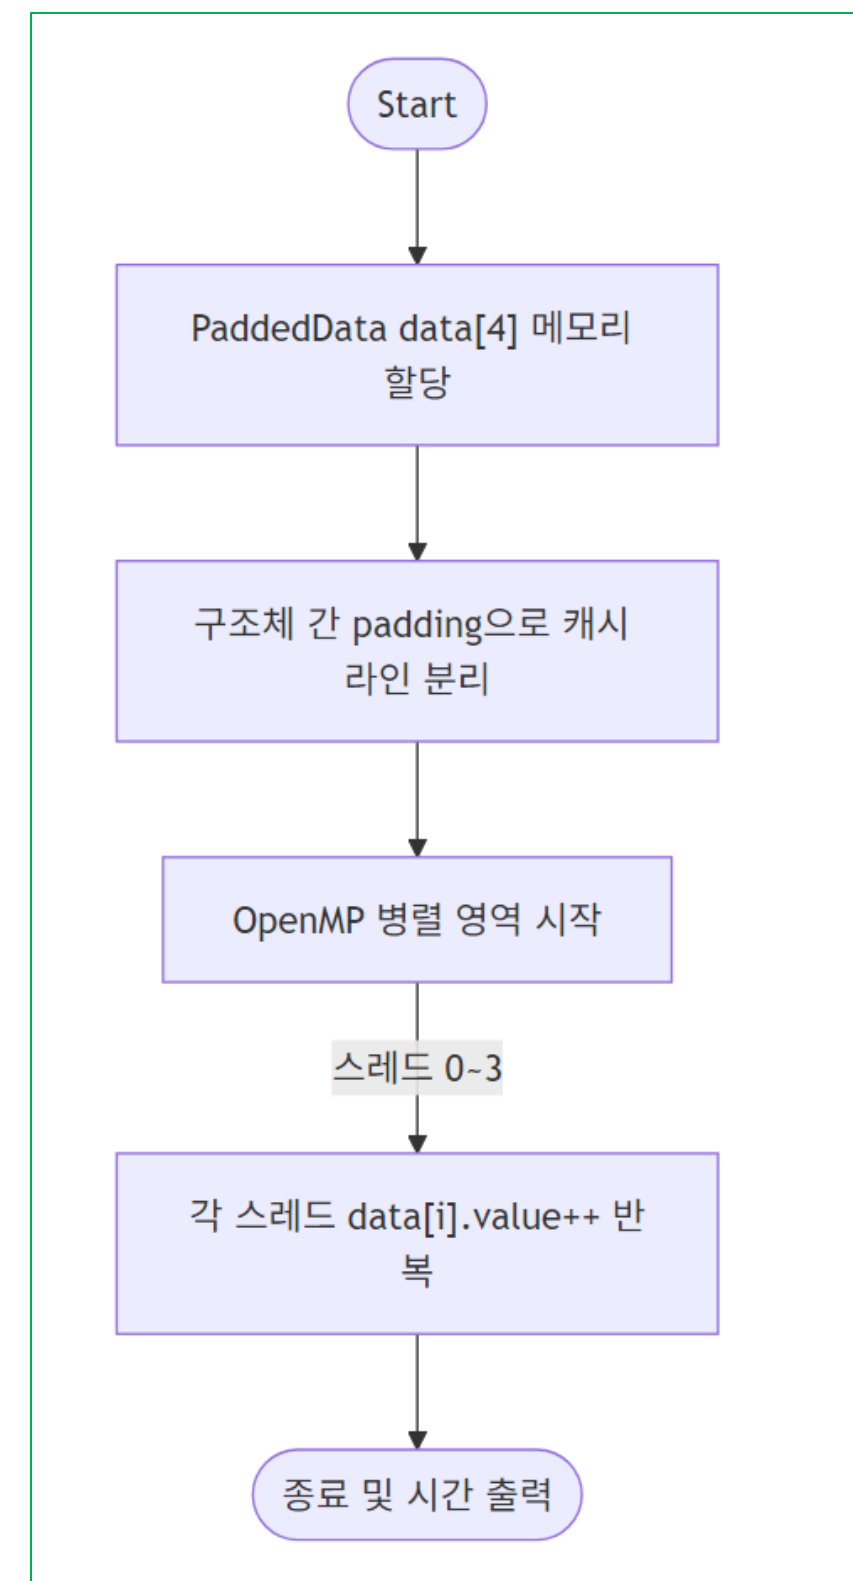 Start
PaddedData data[4] 메모리
할당
구조체 간 padding으로 캐시
라인 분리
OpenMP 병렬 영역 시작
스레드 0~3
각 스레드 data[i].value++ 반
복
종료 및 시간 출력